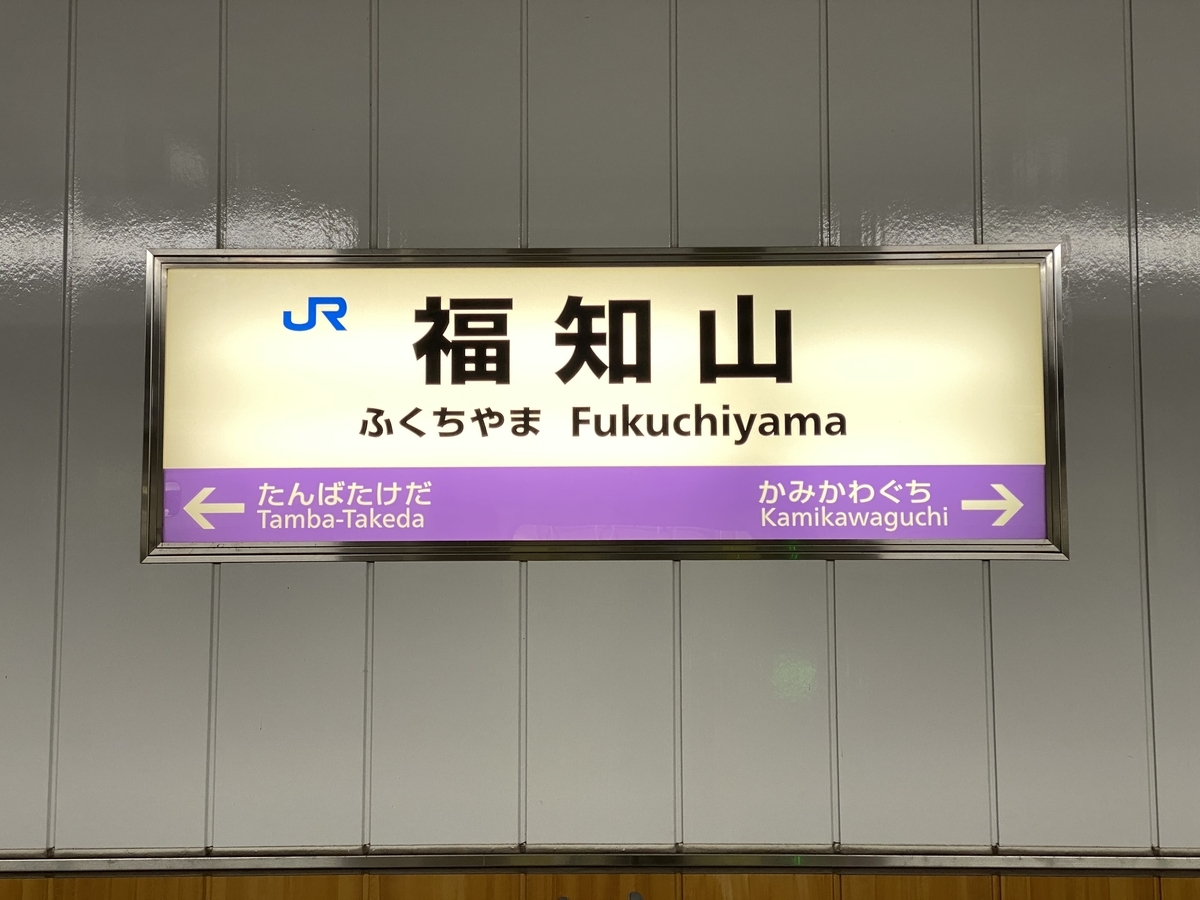 JR 福知山
ふくちやま Fukuchiyama
← たんばたけだ
Tamba-Takeda
かみかわぐち →
Kamikawaguchi